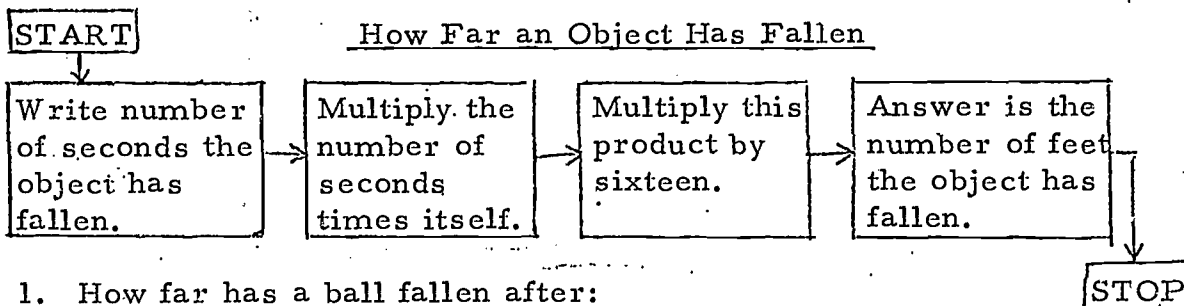 START
How Far an Object Has Fallen
Write number
of seconds the
object has
fallen.
Multiply the
number of
seconds
times itself.
Multiply this
product by
sixteen.
Answer is the
number of feet
the object has
fallen.
STOP
1. How far has a ball fallen after: